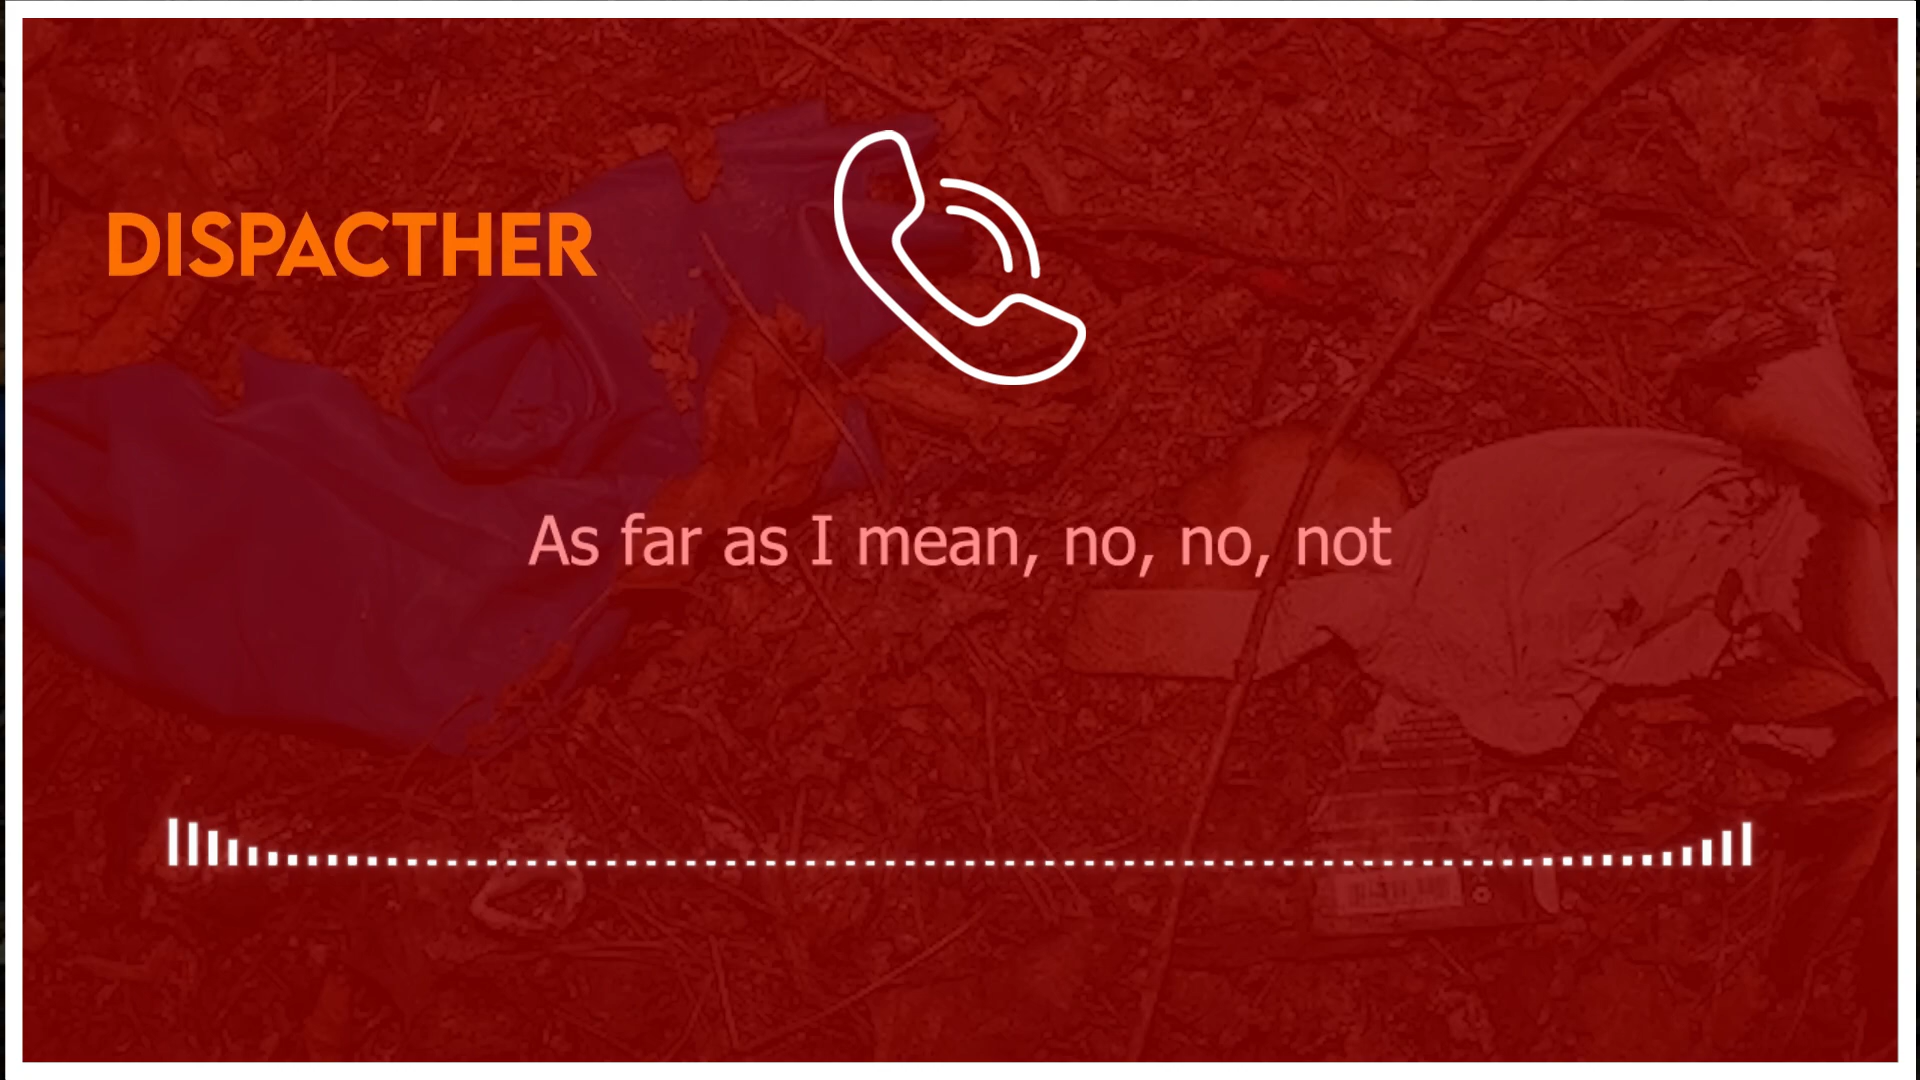 DISPACTHER
As far as I mean, no, no, not